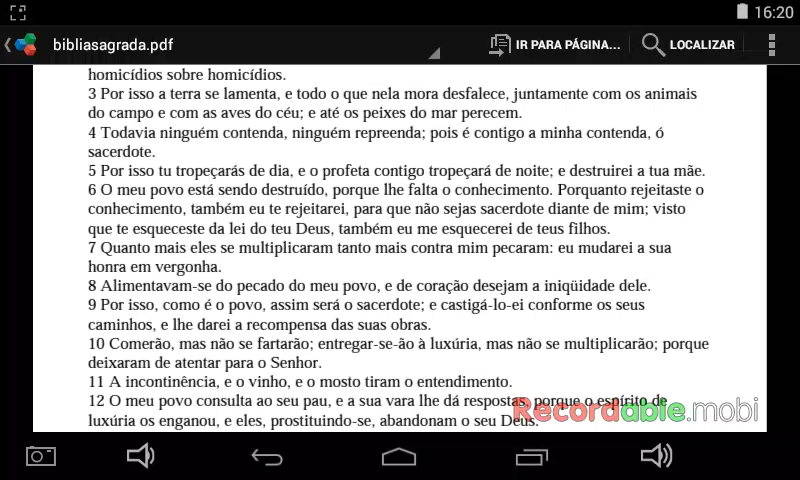 16:20
bibliasagrada.pdf
IR PARA PÁGINA...
LOCALIZAR
homicídios sobre homicídios.
3 Por isso a terra se lamenta, e todo o que nela mora desfalece, juntamente com os animais
do campo e com as aves do céu; e até os peixes do mar perecem.
4 Todavia ninguém contenda, ninguém repreenda; pois é contigo a minha contenda, ó
sacerdote.
5 Por isso tu tropeçarás de dia, e o profeta contigo tropeçará de noite; e destruirei a tua mãe.
6 O meu povo está sendo destruído, porque lhe falta o conhecimento. Porquanto rejeitaste o
conhecimento, também eu te rejeitarei, para que não sejas sacerdote diante de mim; visto
que te esqueceste da lei do teu Deus, também eu me esquecerei de teus filhos.
7 Quanto mais eles se multiplicaram tanto mais contra mim pecaram: eu mudarei a sua
honra em vergonha.
8 Alimentavam-se do pecado do meu povo, e de coração desejam a iniqüidade dele.
9 Por isso, como é o povo, assim será o sacerdote; e castigá-lo-ei conforme os seus
caminhos, e lhe darei a recompensa das suas obras.
10 Comerão, mas não se fartarão; entregar-se-ão à luxúria, mas não se multiplicarão; porque
deixaram de atentar para o Senhor.
11 A incontinência, e o vinho, e o mosto tiram o entendimento.
12 O meu povo consulta ao seu pau, e a sua vara lhe dá respostas, porque o espírito de
luxúria os enganou, e eles, prostituindo-se, abandonam o seu Deus.
Recordable.mobi